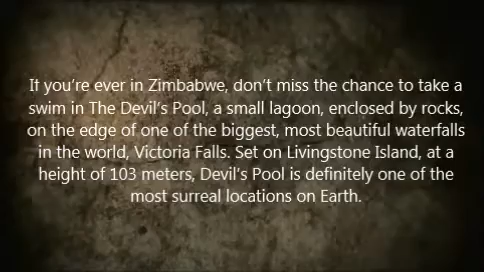 If you're ever in Zimbabwe, don't miss the chance to take a
swim in The Devil's Pool, a small lagoon, enclosed by rocks,
on the edge of one of the biggest, most beautiful waterfalls
in the world, Victoria Falls. Set on Livingstone Island, at a
height of 103 meters, Devil's Pool is definitely one of the
most surreal locations on Earth.